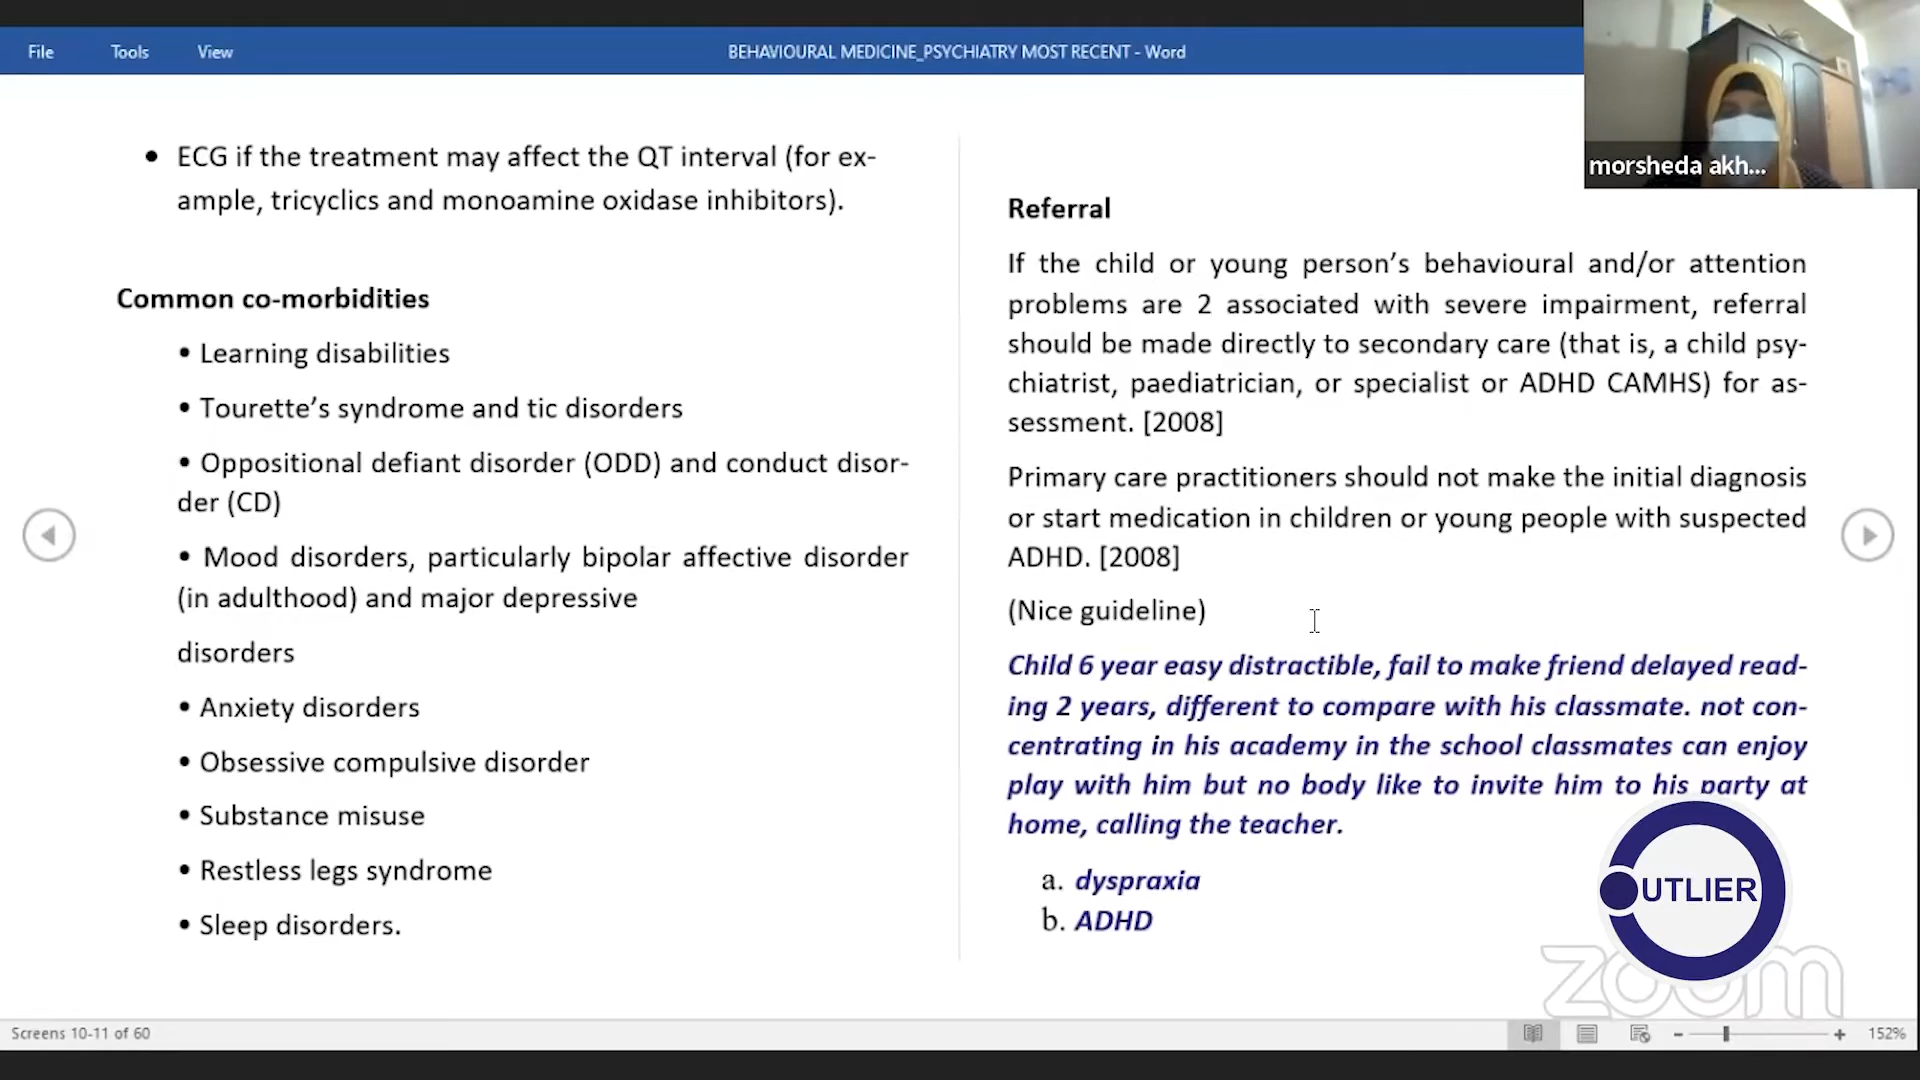 File Tools View BEHAVIOURAL MEDICINE_PSYCHIATRY MOST RECENT - Word
morsheda akh...
• ECG if the treatment may affect the QT interval (for ex-
ample, tricyclics and monoamine oxidase inhibitors).
Common co-morbidities
• Learning disabilities
• Tourette’s syndrome and tic disorders
• Oppositional defiant disorder (ODD) and conduct disor-
der (CD)
• Mood disorders, particularly bipolar affective disorder
(in adulthood) and major depressive
disorders
• Anxiety disorders
• Obsessive compulsive disorder
• Substance misuse
• Restless legs syndrome
• Sleep disorders.
Referral
If the child or young person’s behavioural and/or attention
problems are 2 associated with severe impairment, referral
should be made directly to secondary care (that is, a child psy-
chiatrist, paediatrician, or specialist or ADHD CAMHS) for as-
sessment. [2008]
Primary care practitioners should not make the initial diagnosis
or start medication in children or young people with suspected
ADHD. [2008]
(Nice guideline)
Child 6 year easy distractible, fail to make friend delayed read-
ing 2 years, different to compare with his classmate. not con-
centrating in his academy in the school classmates can enjoy
play with him but no body like to invite him to his party at
home, calling the teacher.
a. dyspraxia
b. ADHD
OUTLIER
zoom
Screens 10-11 of 60
152%